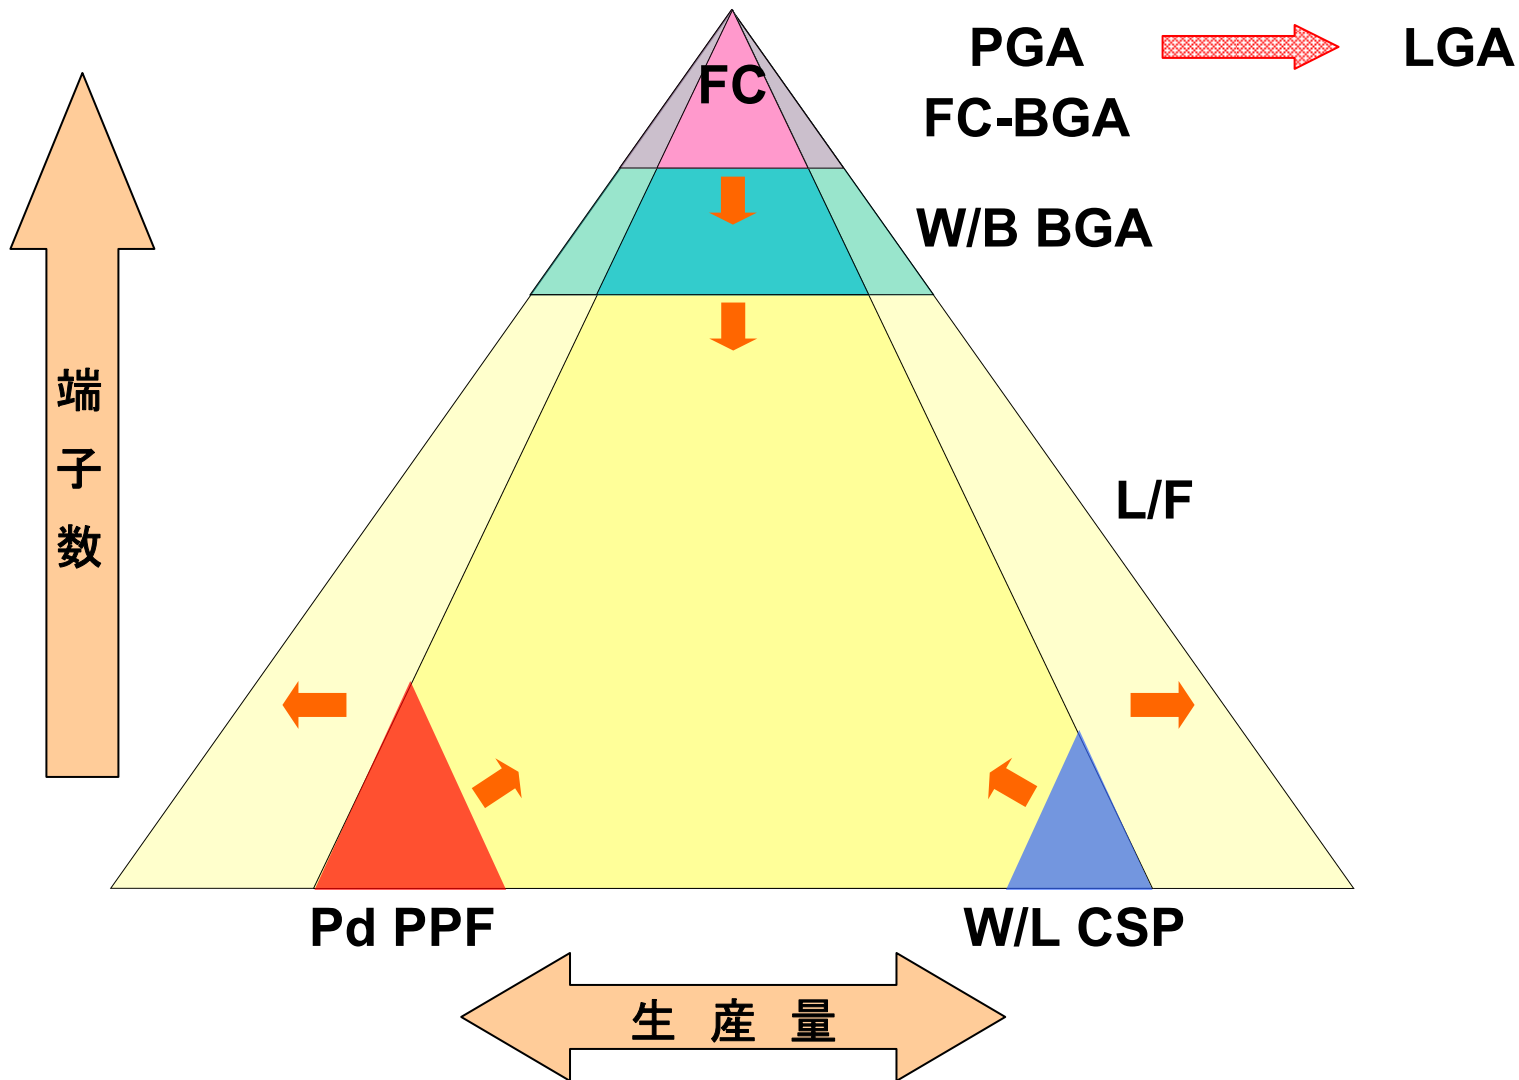 PGA LGA
FC
FC-BGA
W/B BGA
端子数
L/F
Pd PPF
W/L CSP
生産量